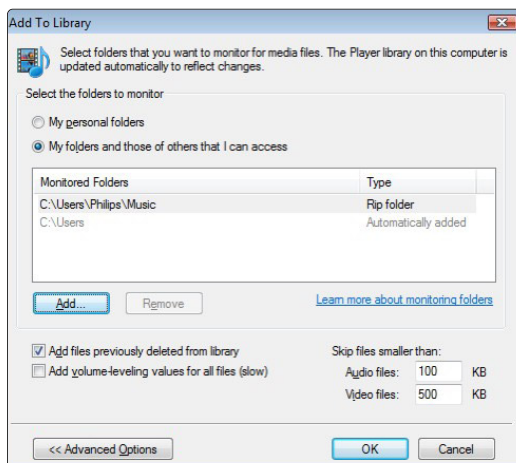 Add To Library
Select folders that you want to monitor for media files. The Player library on this computer is
updated automatically to reflect changes.
Select the folders to monitor
My personal folders
My folders and those of others that I can access
Monitored Folders Type
C:\Users\Philips\Music Rip folder
C:\Users Automatically added
Add... Remove Learn more about monitoring folders
Add files previously deleted from library Skip files smaller than:
Add volume-leveling values for all files (slow) Audio files: 100 KB
Video files: 500 KB
<< Advanced Options OK Cancel